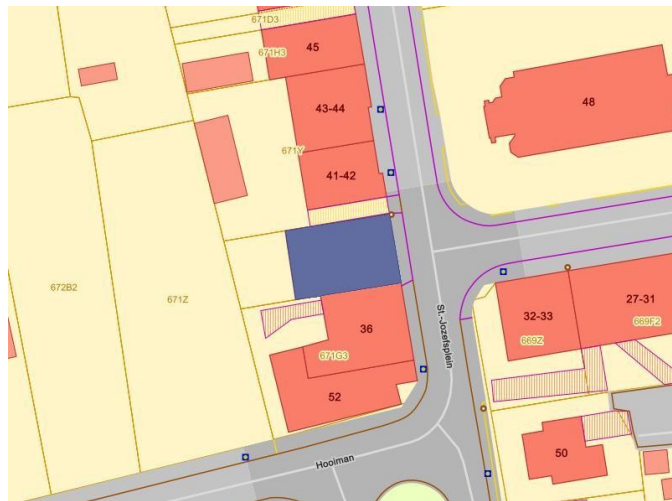 671D3
45
671H3
43-44
48
671Y
41-42
672B2
671Z
St.-Jozefsplein
32-33
27-31
669F2
669Z
36
671G3
52
50
Hooiman